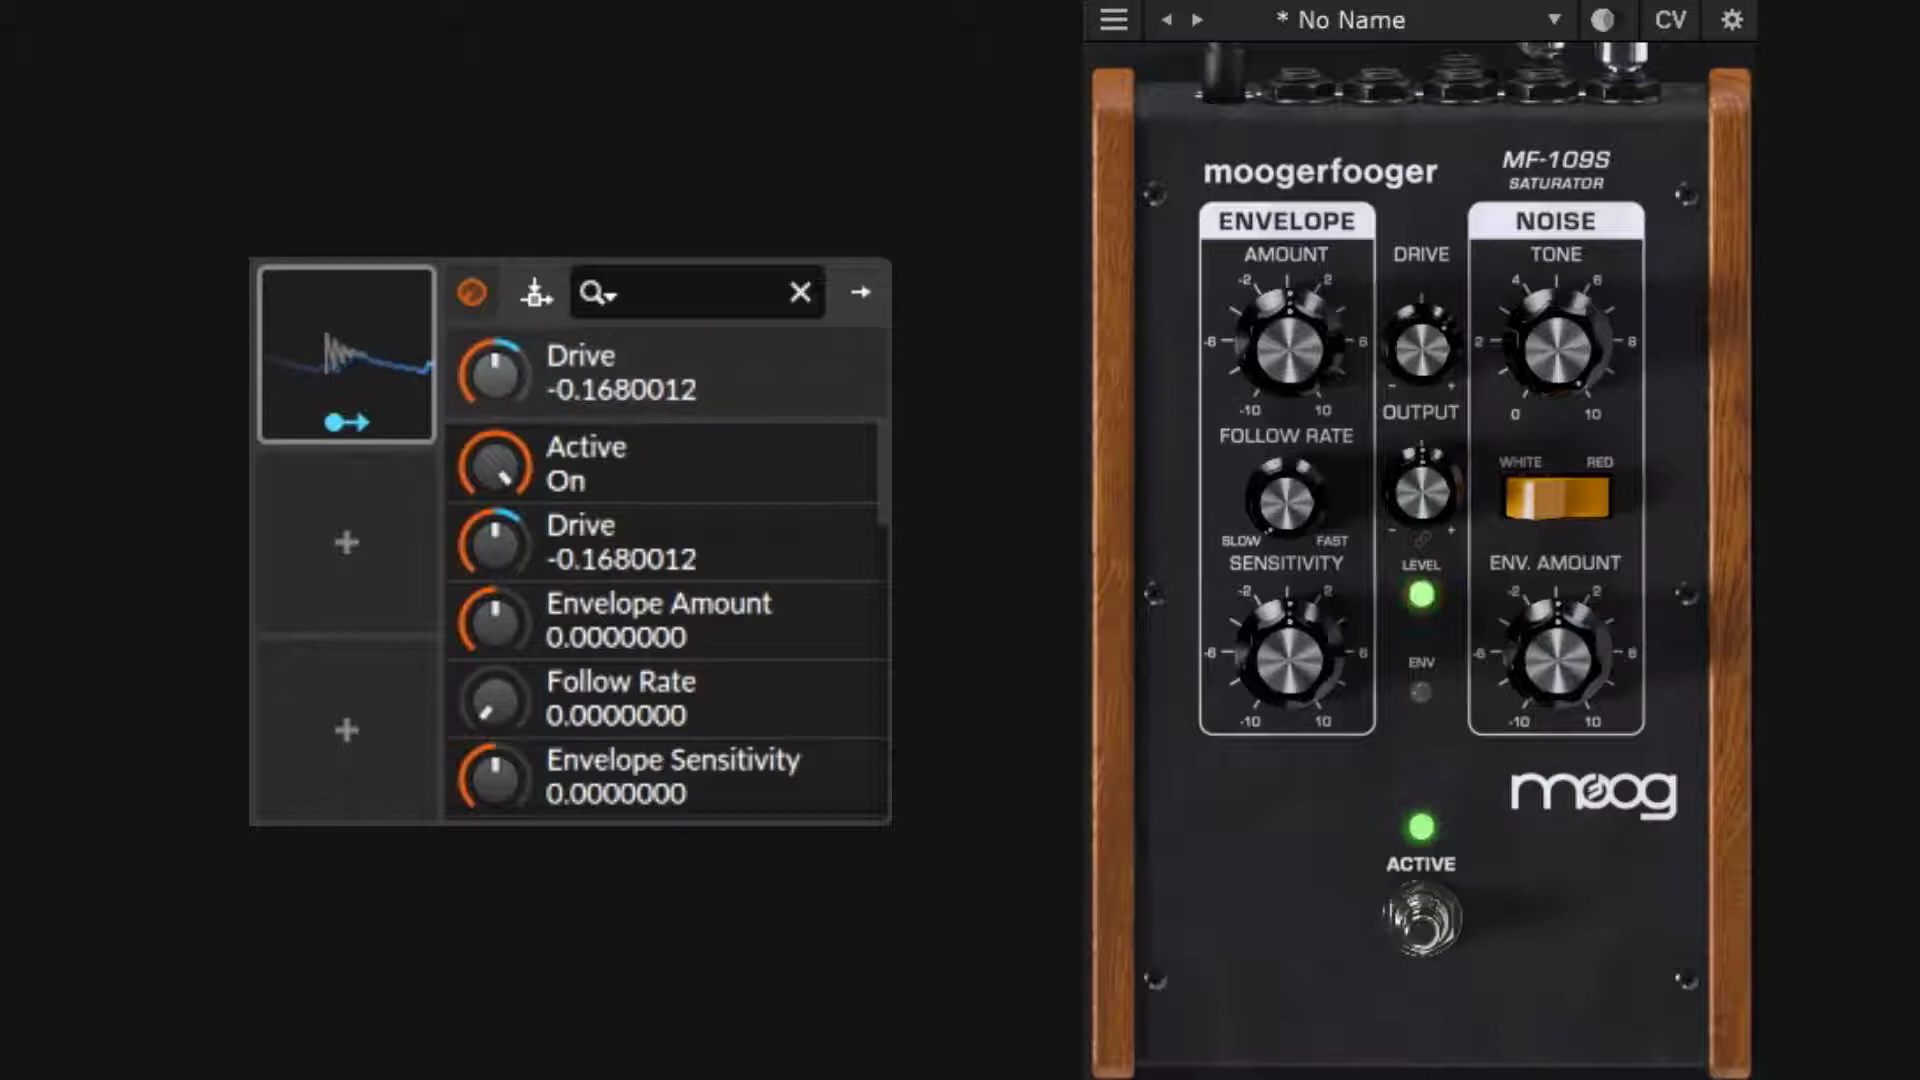 * No Name
CV
Drive
-0.1680012
Active
On
Drive
-0.1680012
Envelope Amount
0.0000000
Follow Rate
0.0000000
Envelope Sensitivity
0.0000000
moogerfooger
MF-109S
SATURATOR
ENVELOPE
NOISE
AMOUNT
DRIVE
TONE
-2
2
4
6
-6
6
2
8
-10
10
-
+
0
10
OUTPUT
FOLLOW RATE
WHITE
RED
SLOW
FAST
-
+
SENSITIVITY
LEVEL
ENV. AMOUNT
-2
2
-2
2
-6
6
ENV
-6
6
-10
10
-10
10
moog
ACTIVE